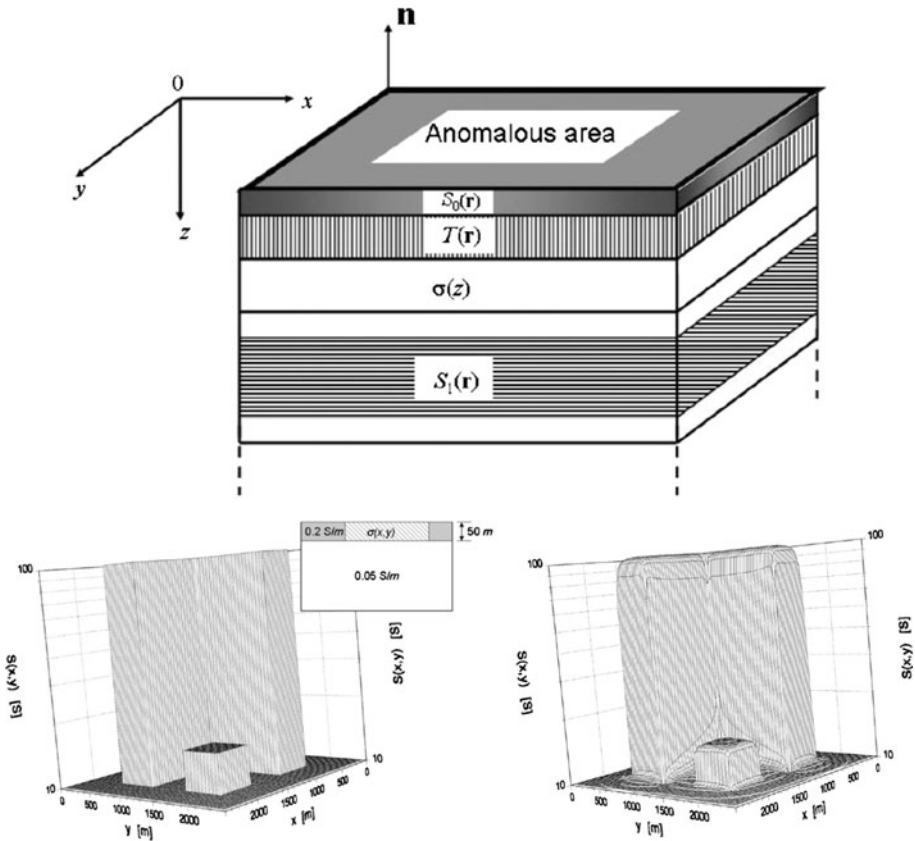 n
0
x
y
z
Anomalous area
S₀(r)
T(r)
σ(z)
S₁(r)
0.2 S/m
σ(x,y)
50 m
0.05 S/m
100
S(x,y) [S]
10
0
500
1000
1500
2000
y [m]
2000
1500
1000
500
0
x [m]
10
S(x,y) [S]
100
S(x,y) [S]
10
0
500
1000
1500
2000
y [m]
2000
1500
1000
500
0
x [m]
10
100
S(x,y) [S]